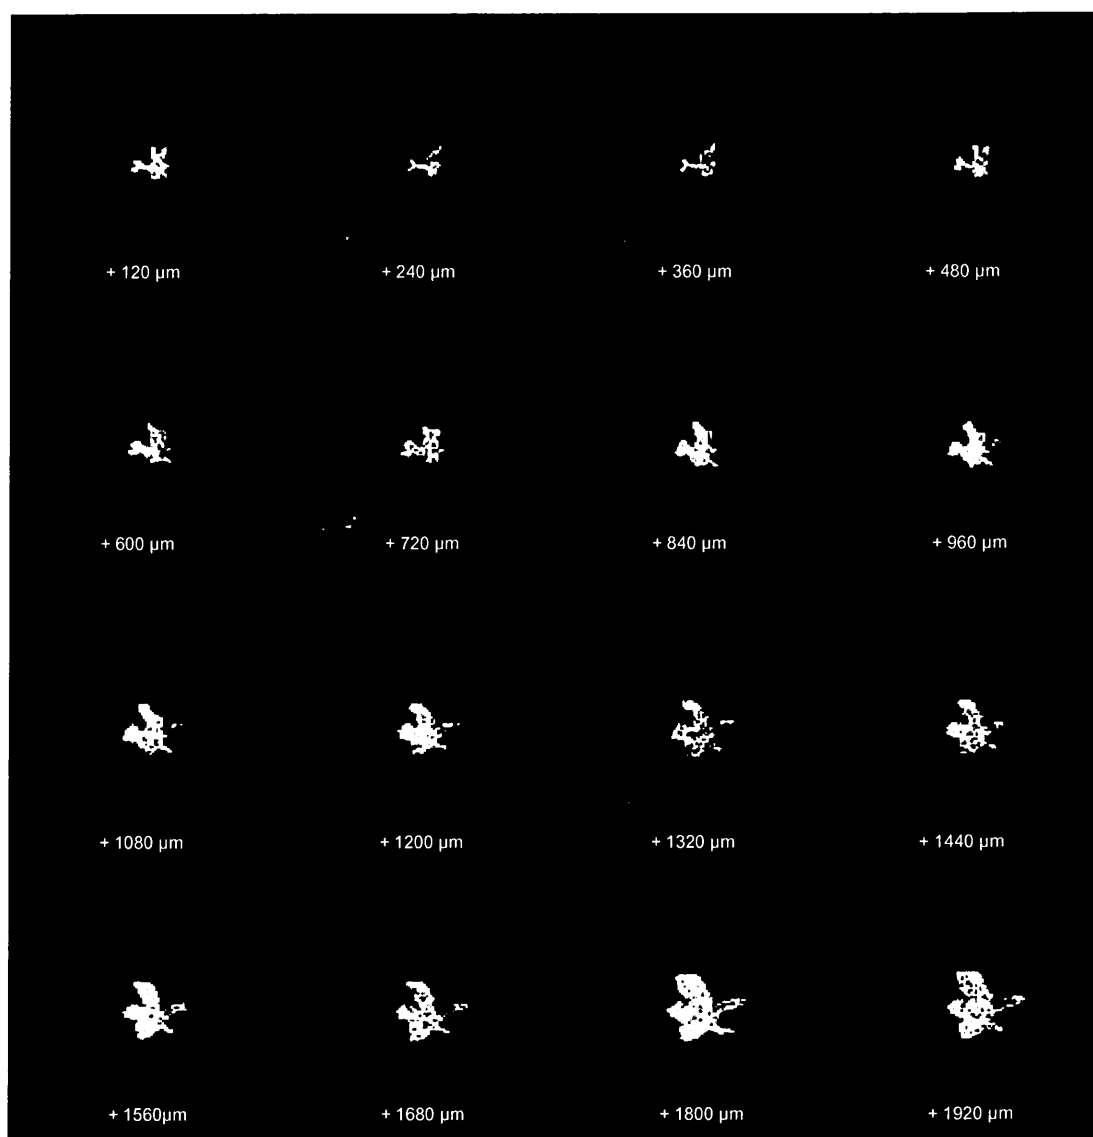 + 120 µm
+ 240 µm
+ 360 µm
+ 480 µm
+ 600 µm
+ 720 µm
+ 840 µm
+ 960 µm
+ 1080 µm
+ 1200 µm
+ 1320 µm
+ 1440 µm
+ 1560µm
+ 1680 µm
+ 1800 µm
+ 1920 µm